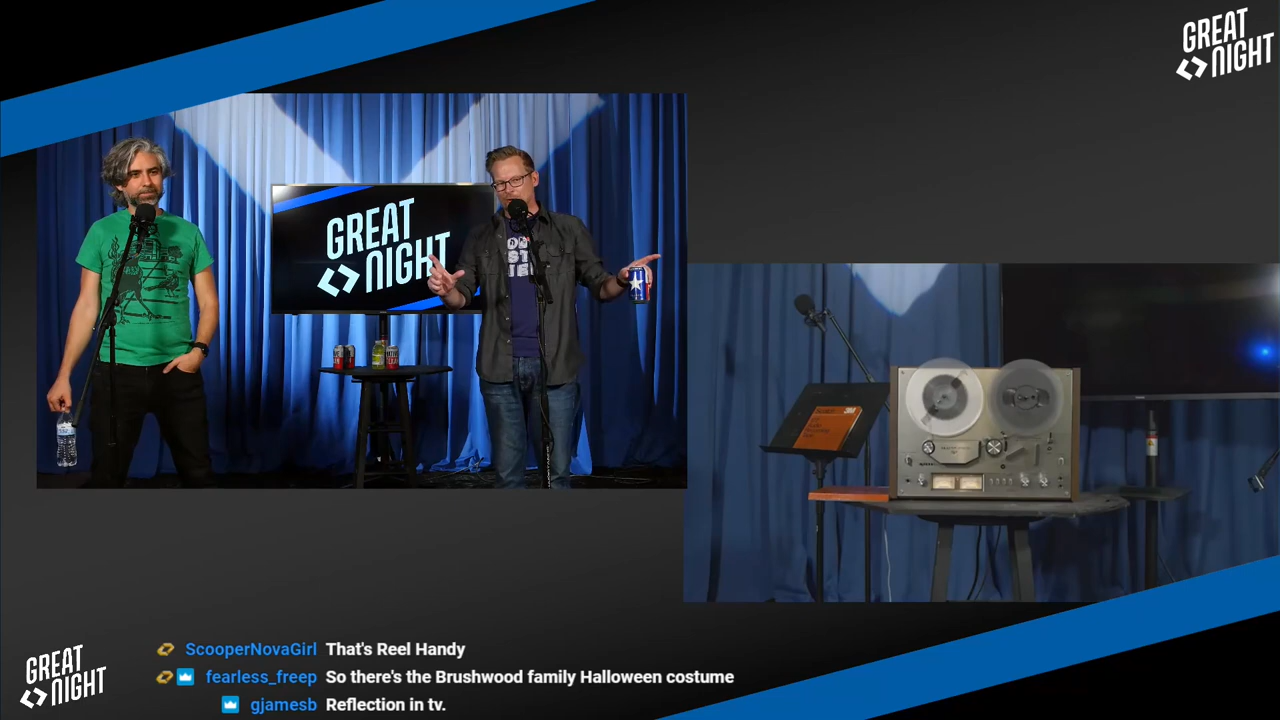 GREAT
NIGHT
GREAT
NIGHT
3M
GREAT
NIGHT
ScooperNovaGirl That's Reel Handy
fearless_freep So there's the Brushwood family Halloween costume
gjamesb Reflection in tv.